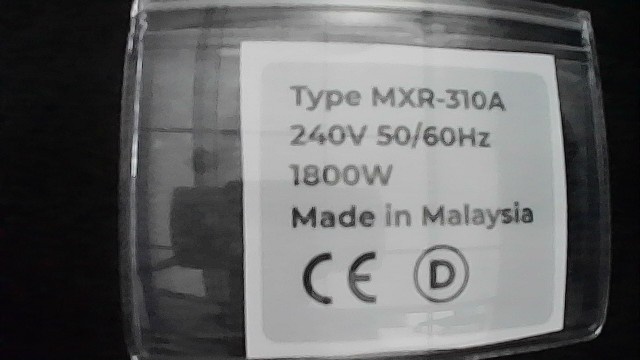 Type MXR-310A
240V 50/60Hz
1800W
Made in Malaysia
CE D